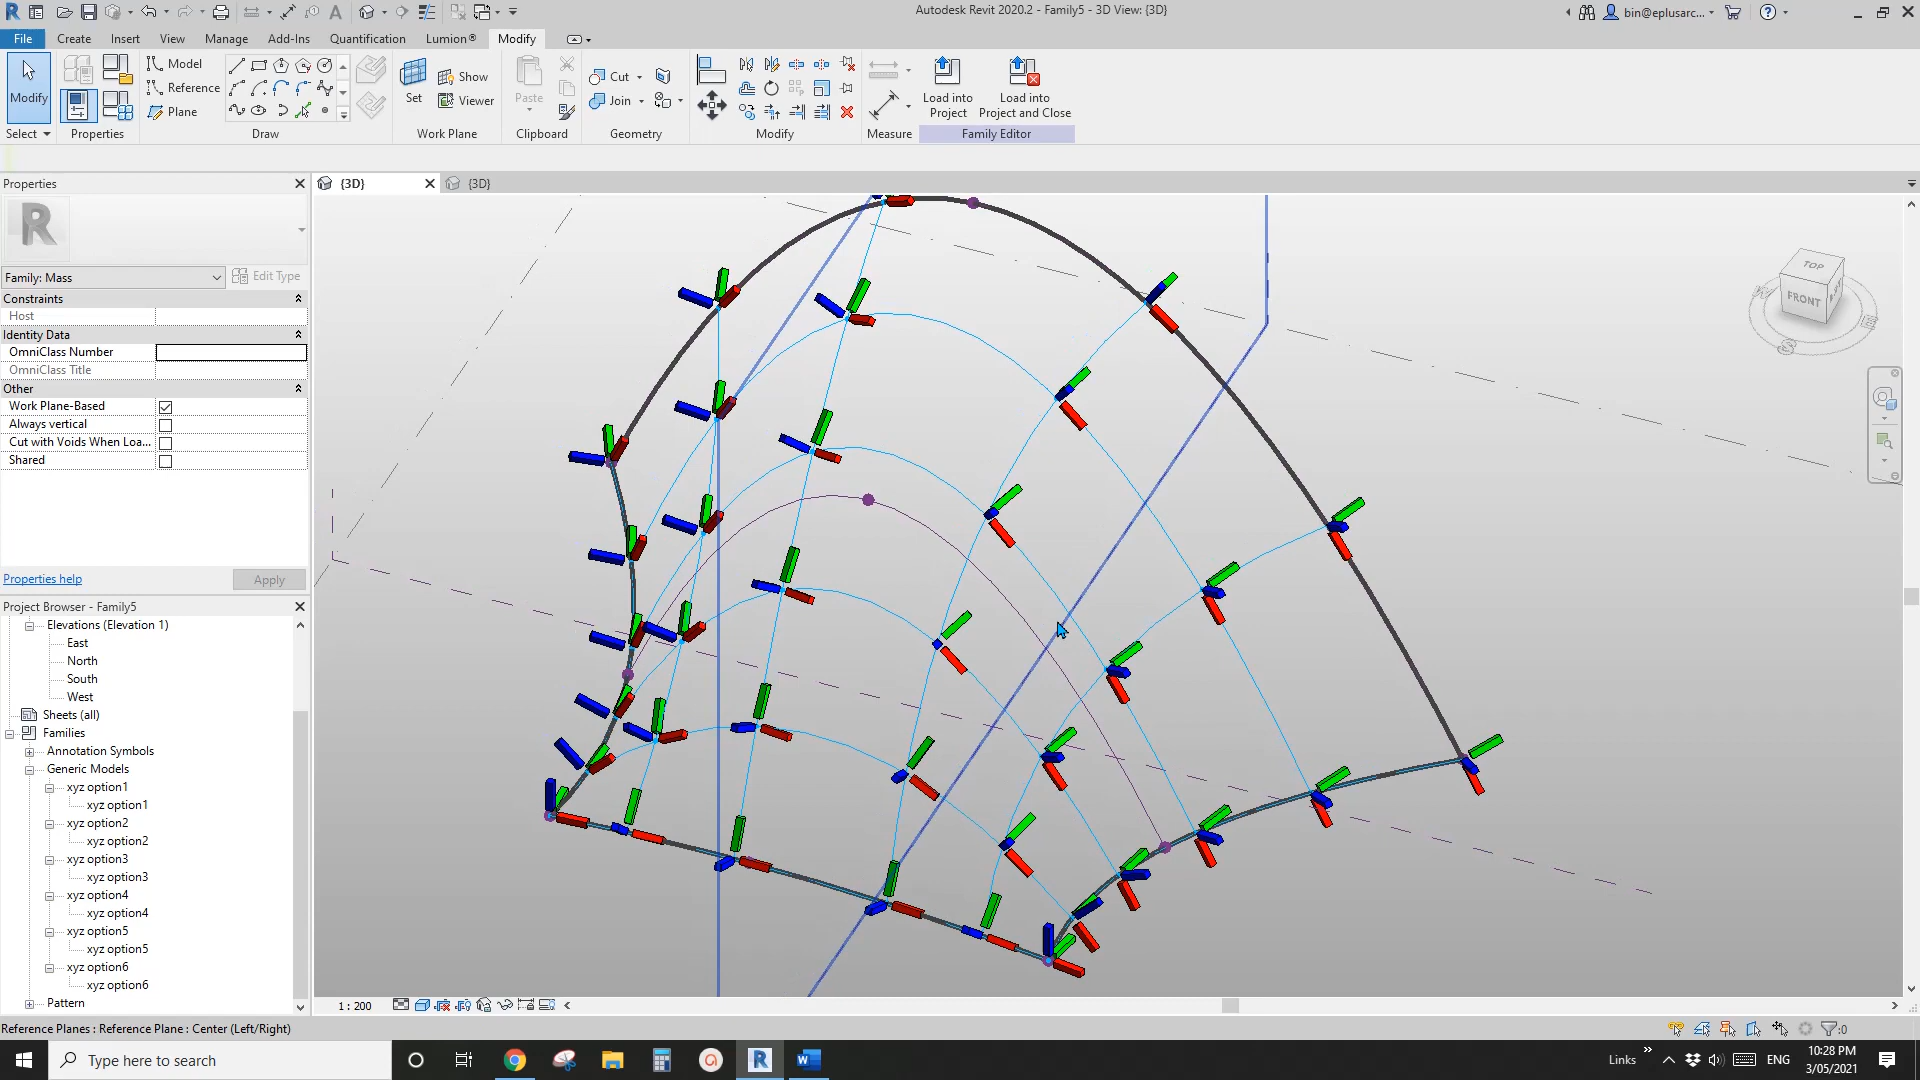 Autodesk Revit 2020.2 - Family5 - 3D View: {3D}
bin@eplusarc...
File Create Insert View Manage Add-Ins Quantification Lumion® Modify
Modify
Select
Properties
Model
Reference
Plane
Draw
Set
Show
Viewer
Work Plane
Paste
Clipboard
Cut
Join
Geometry
Modify
Measure
Load into Project
Load into Project and Close
Family Editor
Properties
{3D}
{3D}
R
Family: Mass
Edit Type
Constraints
Host
Identity Data
OmniClass Number
OmniClass Title
Other
Work Plane-Based
Always vertical
Cut with Voids When Loa...
Shared
Properties help
Apply
Project Browser - Family5
Elevations (Elevation 1)
East
North
South
West
Sheets (all)
Families
Annotation Symbols
Generic Models
xyz option1
xyz option1
xyz option2
xyz option2
xyz option3
xyz option3
xyz option4
xyz option4
xyz option5
xyz option5
xyz option6
xyz option6
Pattern
TOP
FRONT
W
S
E
1 : 200
Reference Planes : Reference Plane : Center (Left/Right)
:0
Type here to search
Links
ENG
10:28 PM
3/05/2021